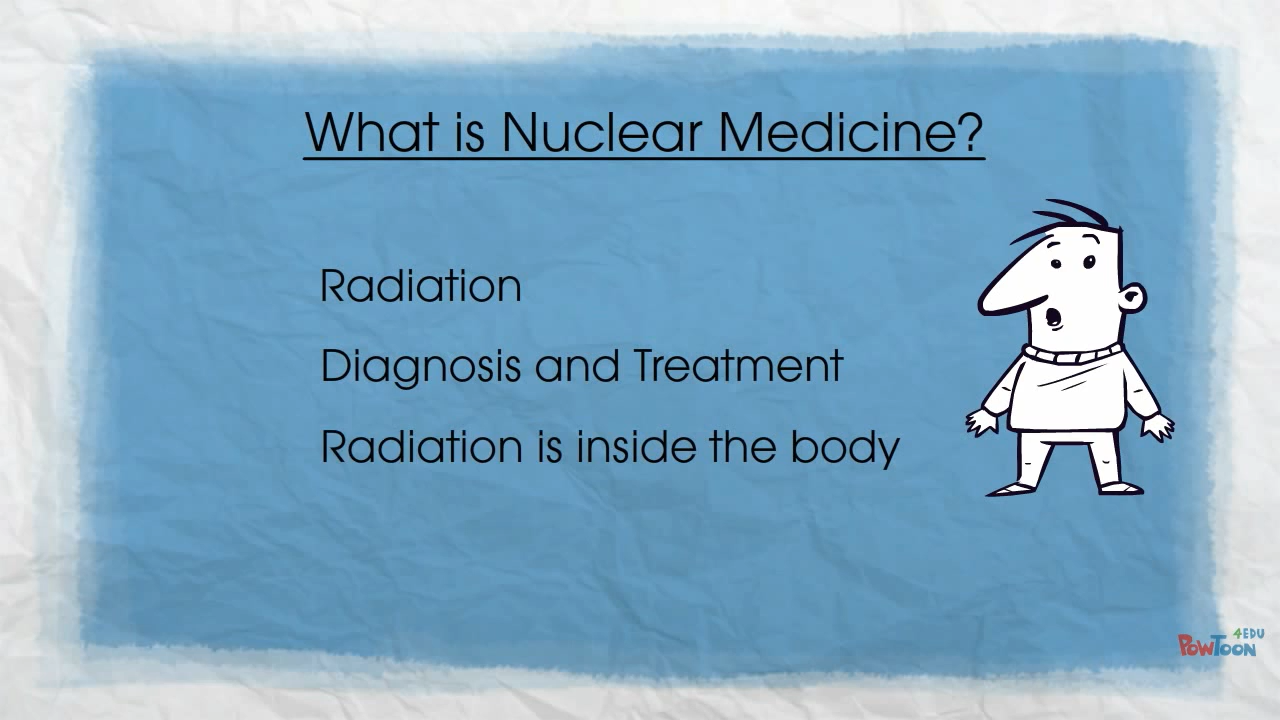 What is Nuclear Medicine?
Radiation
Diagnosis and Treatment
Radiation is inside the body
4EDU
POWTOON